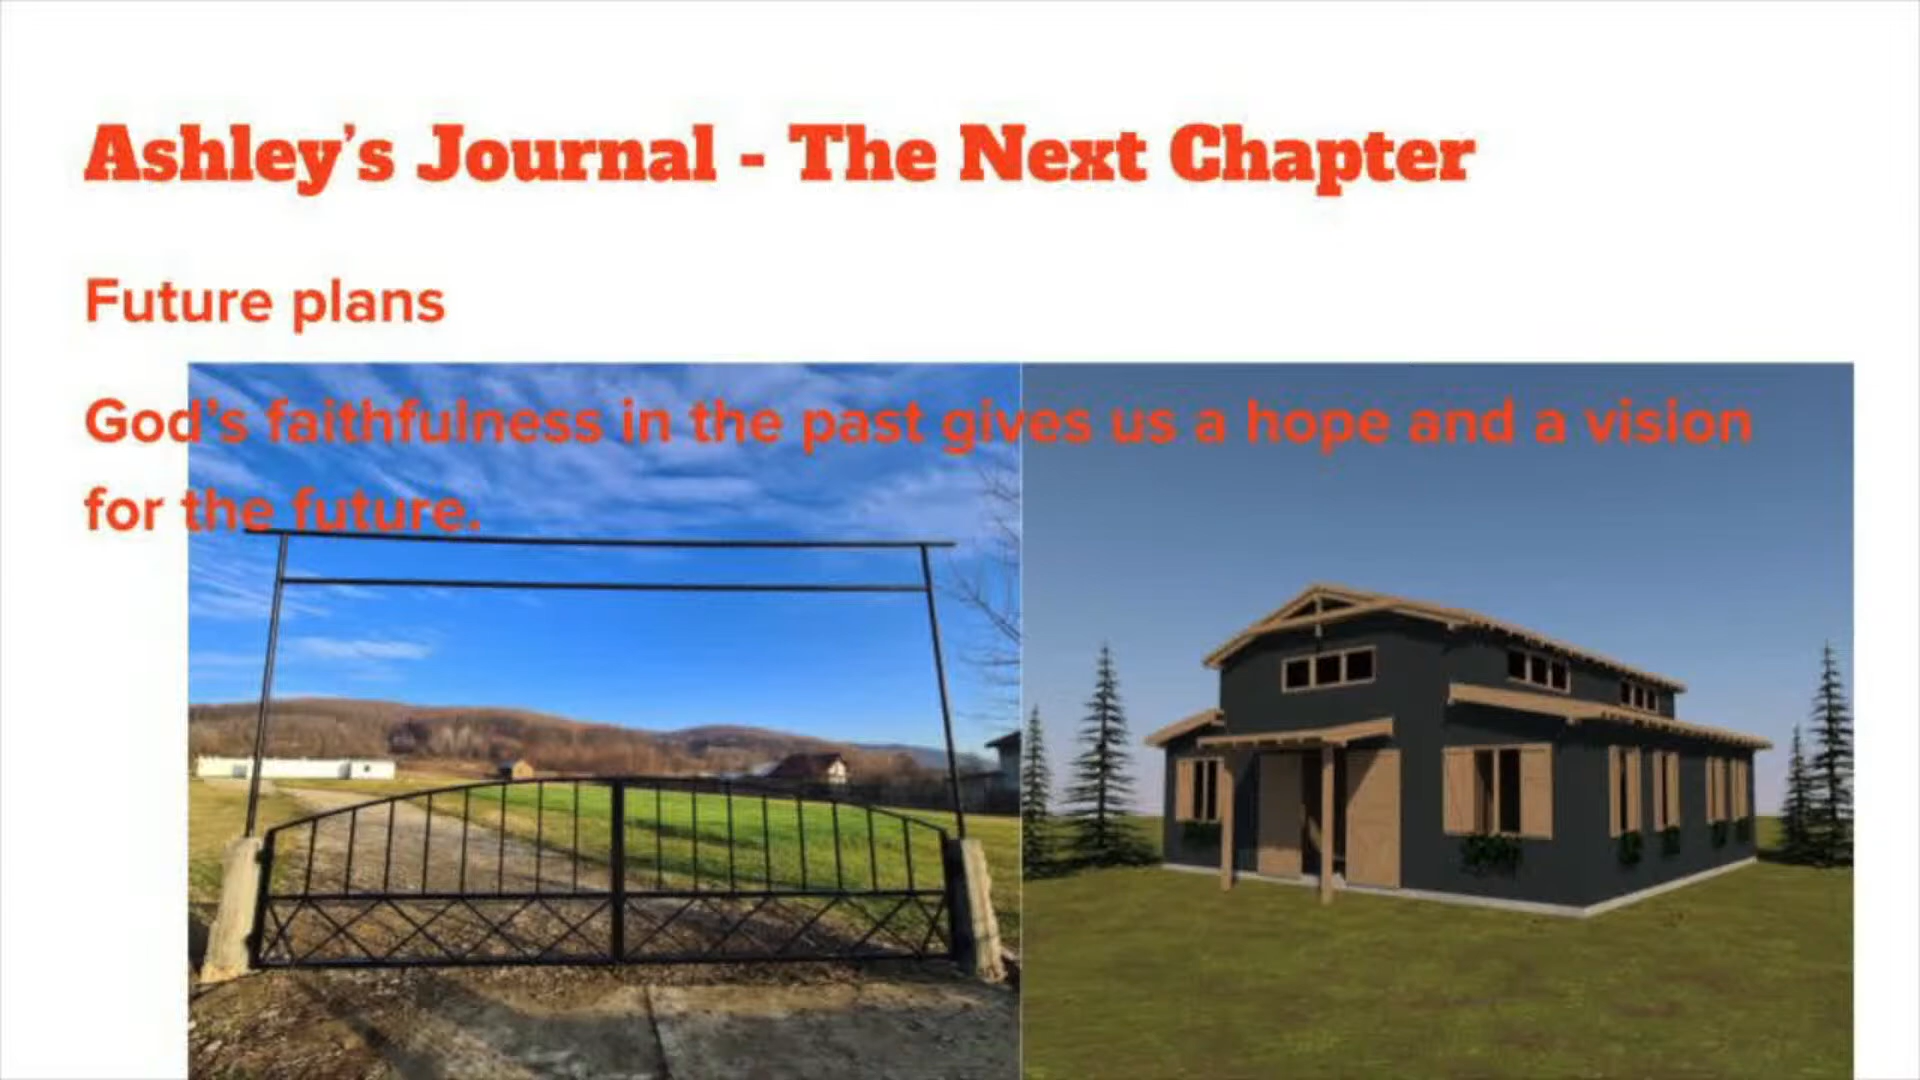 Ashley's Journal - The Next Chapter
Future plans
God's faithfulness in the past gives us a hope and a vision
for the future.